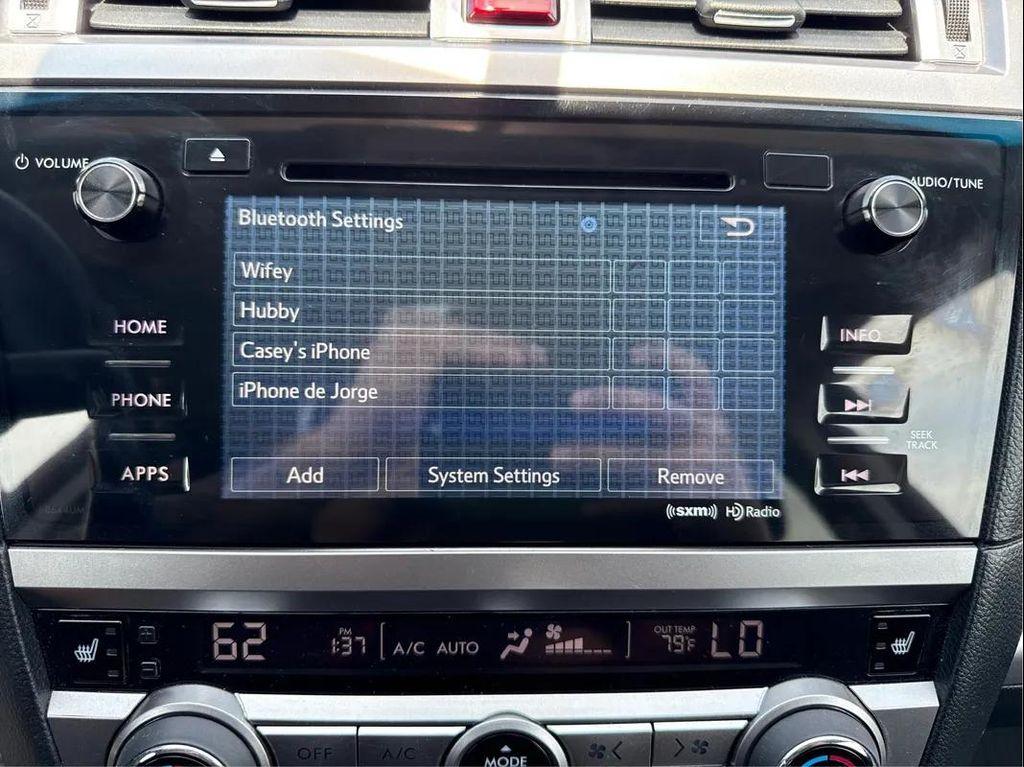 VOLUME
AUDIO/TUNE
Bluetooth Settings
Wifey
Hubby
Casey's iPhone
iPhone de Jorge
Add System Settings Remove
HOME
PHONE
APPS
INFO
SEEK
TRACK
((sxm)) HD Radio
62 PM 1:37 A/C AUTO OUT TEMP 79°F LO
OFF A/C MODE